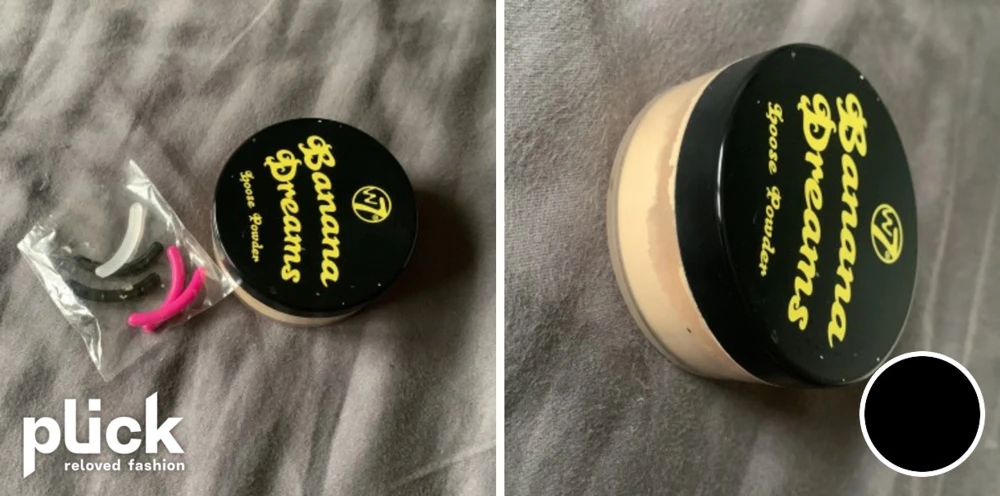 Banana
Dreams
Loose Powder
W7
plick
reloved fashion
Banana
Dreams
Loose Powder
W7